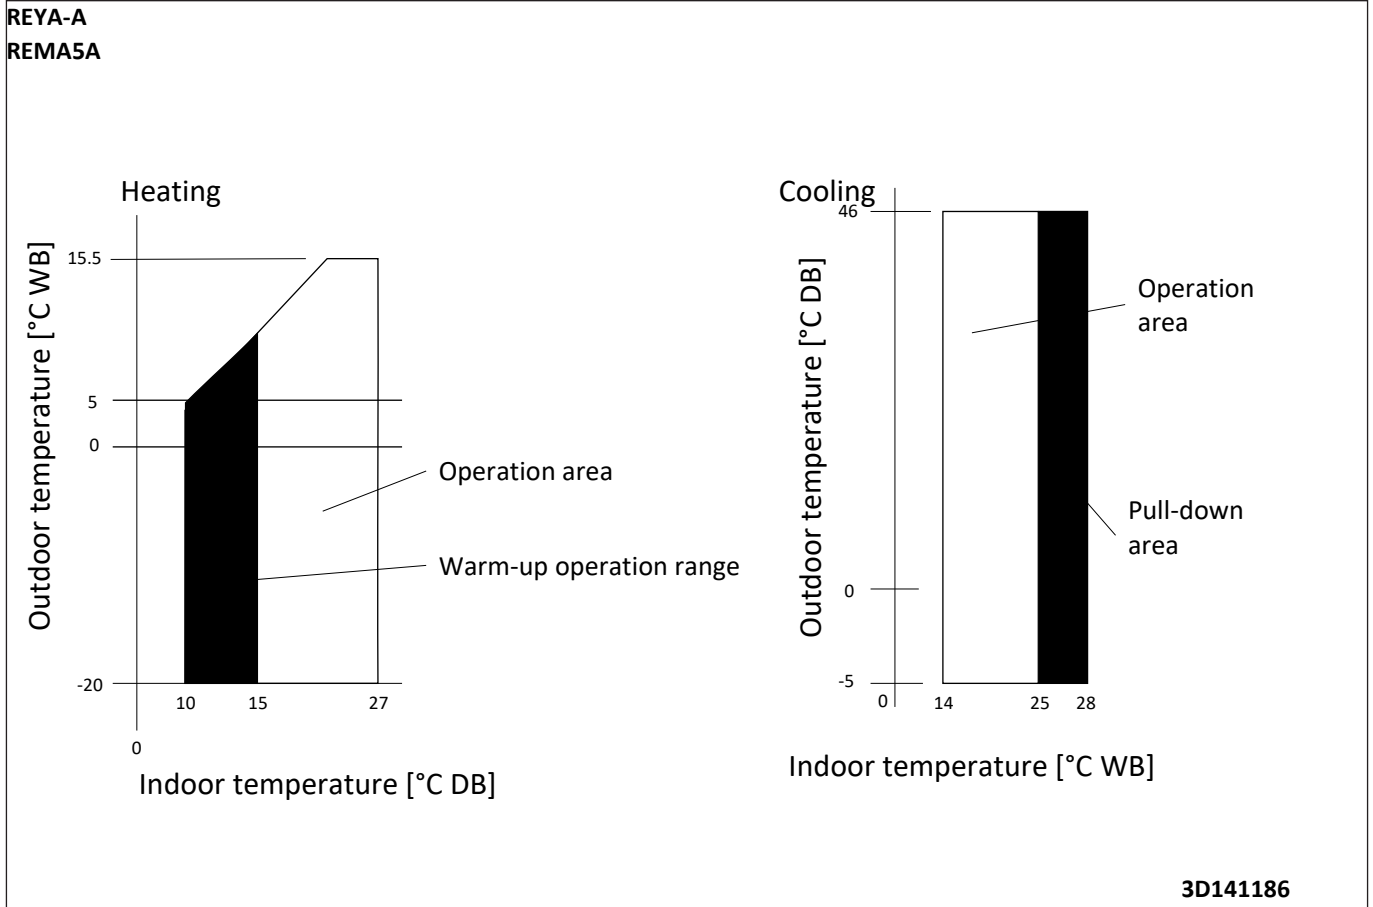 REYA-A
REMA5A
Heating
Outdoor temperature [°C WB]
15.5
5
0
-20
10 15 27
0
Indoor temperature [°C DB]
Operation area
Warm-up operation range
Cooling
Outdoor temperature [°C DB]
46
0
-5
0 14 25 28
Indoor temperature [°C WB]
Operation
area
Pull-down
area
3D141186